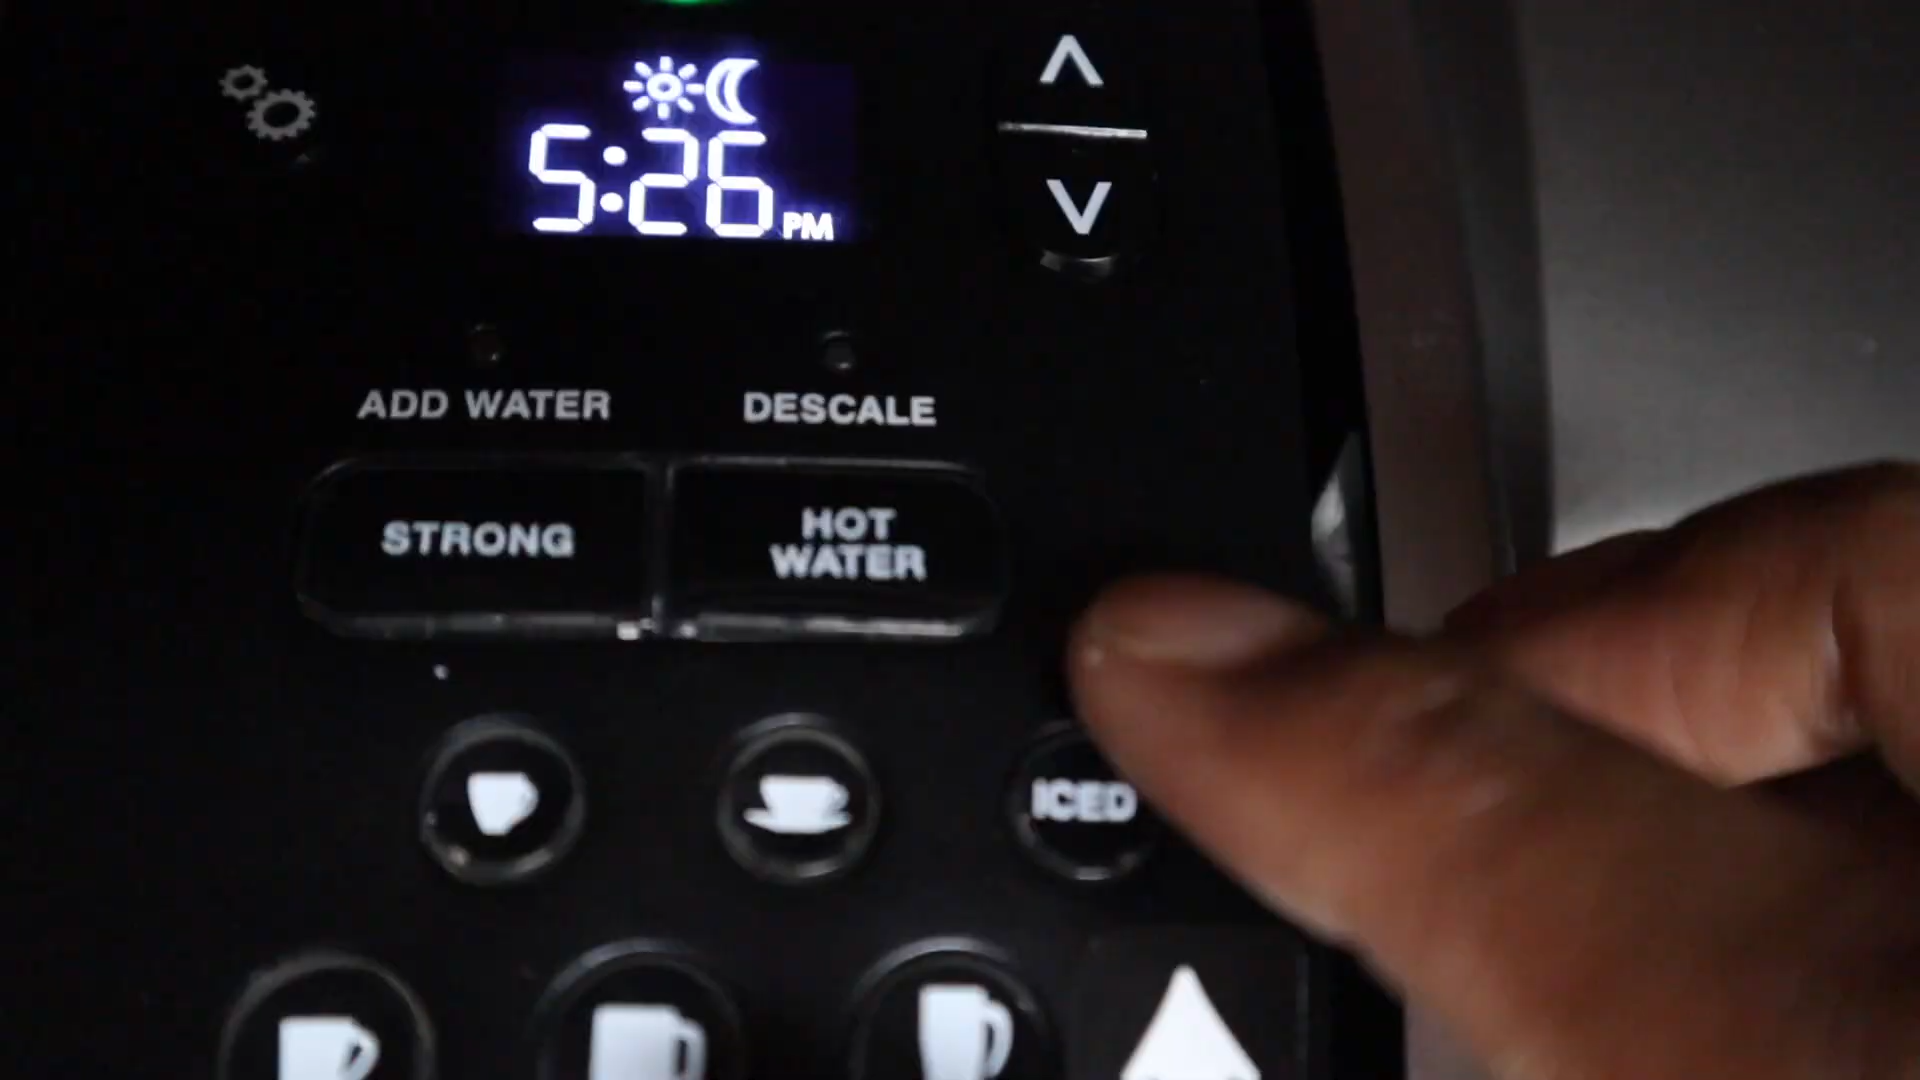 5:26 PM
ADD WATER
DESCALE
STRONG
HOT
WATER
ICED